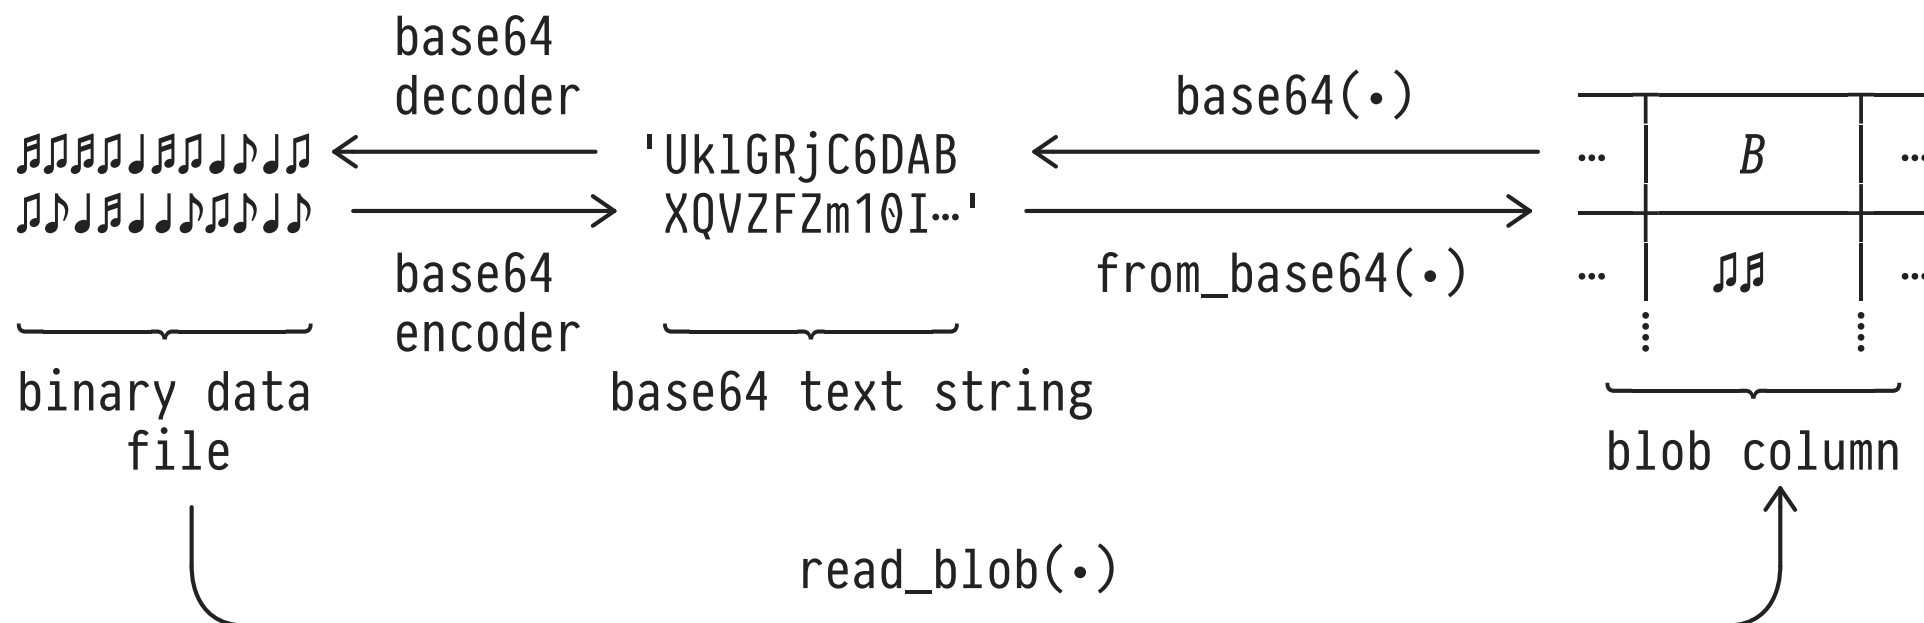 base64
decoder
base64(·)
♬♫♬♫♩♬♫♩♪♩♫
'UklGRjC6DAB
··· B ···
♫♪♩♬♩♩♪♫♪♩♪
XQVZFZm10I···'
base64
encoder
from_base64(·)
··· ♫♬ ···
binary data
file
base64 text string
blob column
read_blob(·)